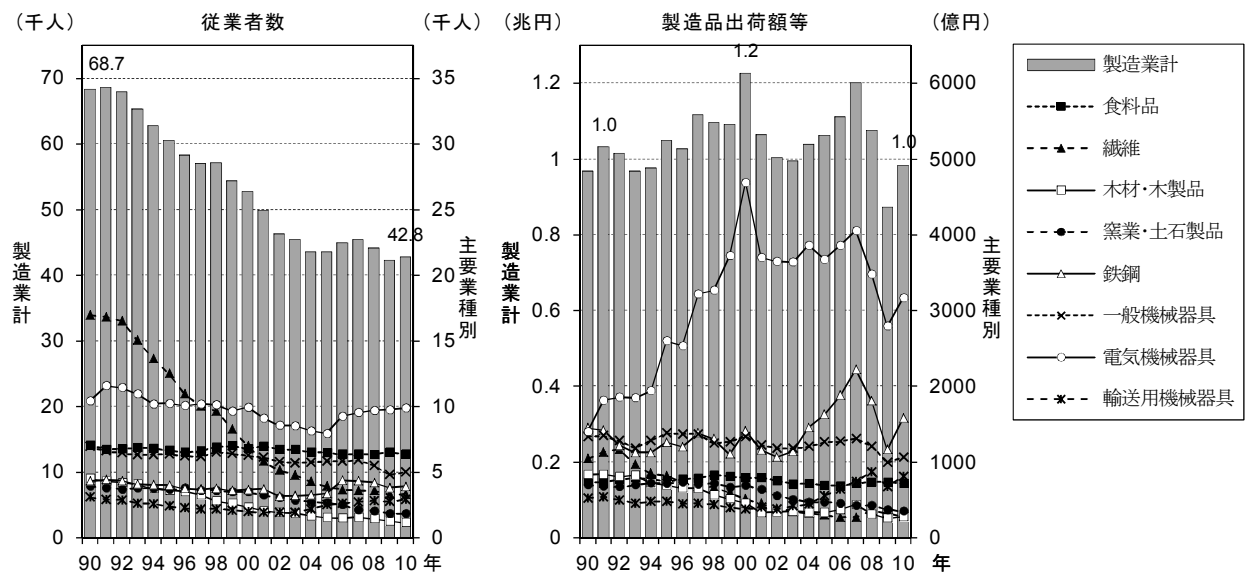 （千人） 従業者数 （千人）
70
60
50
40
30
20
10
0
製造業計
68.7
42.8
35
30
25
20
15
10
5
0
主要業種別
90 92 94 96 98 00 02 04 06 08 10 年
（兆円） 製造品出荷額等 （億円）
1.2
1
0.8
0.6
0.4
0.2
0
製造業計
1.0
1.2
1.0
6000
5000
4000
3000
2000
1000
0
主要業種別
90 92 94 96 98 00 02 04 06 08 10 年
製造業計
食料品
繊維
木材・木製品
窯業・土石製品
鉄鋼
一般機械器具
電気機械器具
輸送用機械器具